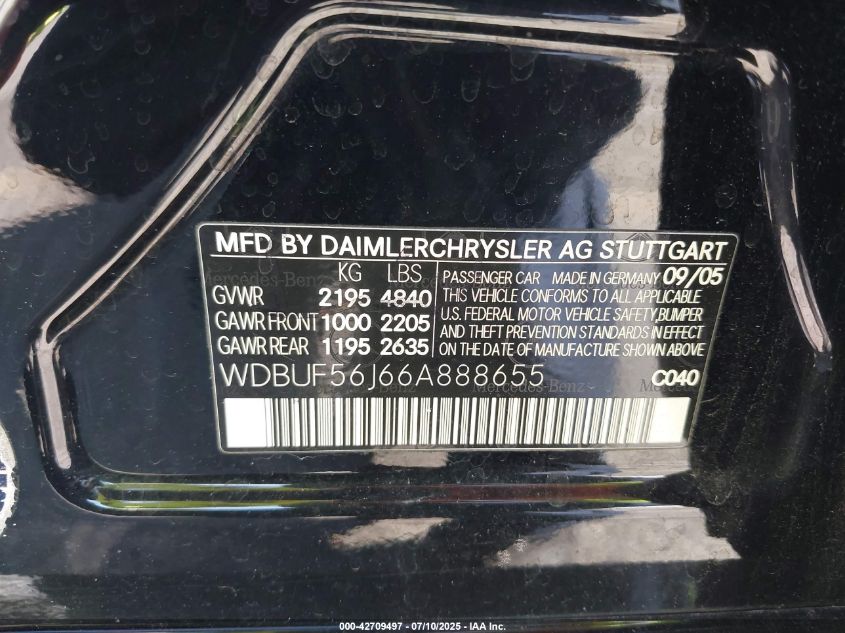 MFD BY DAIMLERCHRYSLER AG STUTTGART
KG LBS
GVWR 2195 4840
GAWR FRONT 1000 2205
GAWR REAR 1195 2635
PASSENGER CAR MADE IN GERMANY 09/05
THIS VEHICLE CONFORMS TO ALL APPLICABLE
U.S. FEDERAL MOTOR VEHICLE SAFETY,BUMPER
AND THEFT PREVENTION STANDARDS IN EFFECT
ON THE DATE OF MANUFACTURE SHOWN ABOVE
WDBUF56J66A888655 C040
Mercedes-Benz
000-42709497 - 07/10/2025 - IAA Inc.